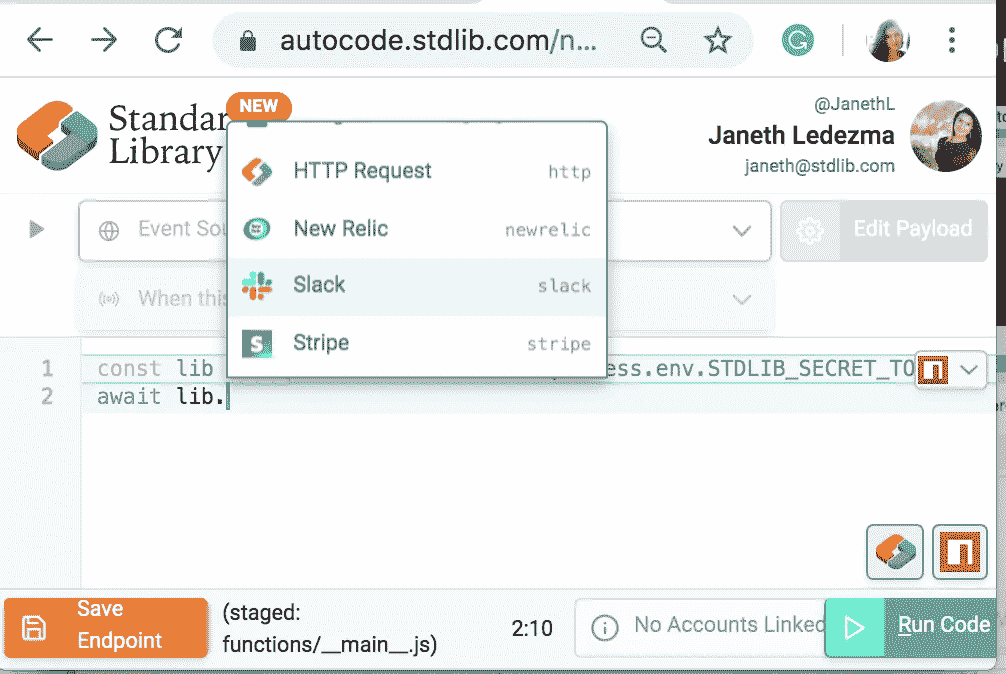 autocode.stdlib.com/n...
NEW
Standar
Library
@JanethL
Janeth Ledezma
janeth@stdlib.com
HTTP Request http
New Relic newrelic
Slack slack
Stripe stripe
Event Sou
Edit Payload
When this
1 const lib ess.env.STDLIB_SECRET_TO
2 await lib.
Save
Endpoint
(staged:
functions/__main__.js)
2:10
No Accounts Linked
Run Code